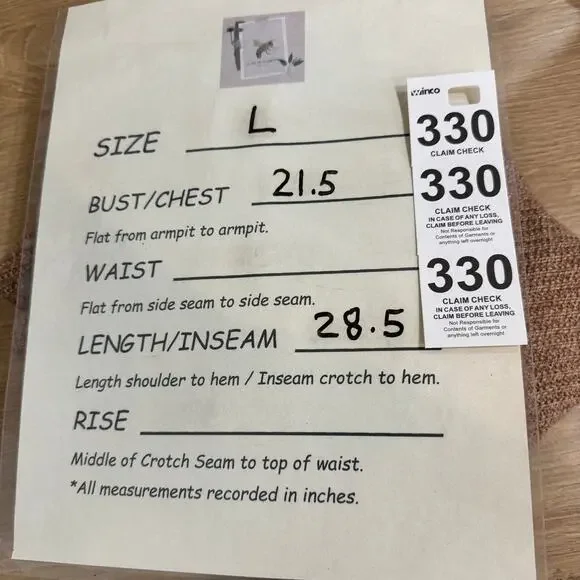 SIZE L
BUST/CHEST 21.5
Flat from armpit to armpit.
WAIST
Flat from side seam to side seam.
LENGTH/INSEAM 28.5
Length shoulder to hem / Inseam crotch to hem.
RISE
Middle of Crotch Seam to top of waist.
*All measurements recorded in inches.
winco
330
CLAIM CHECK
330
CLAIM CHECK
IN CASE OF ANY LOSS,
CLAIM BEFORE LEAVING
Not Responsible for
Contents of Garments or
anything left overnight
330
CLAIM CHECK
IN CASE OF ANY LOSS,
CLAIM BEFORE LEAVING
Not Responsible for
Contents of Garments or
anything left overnight